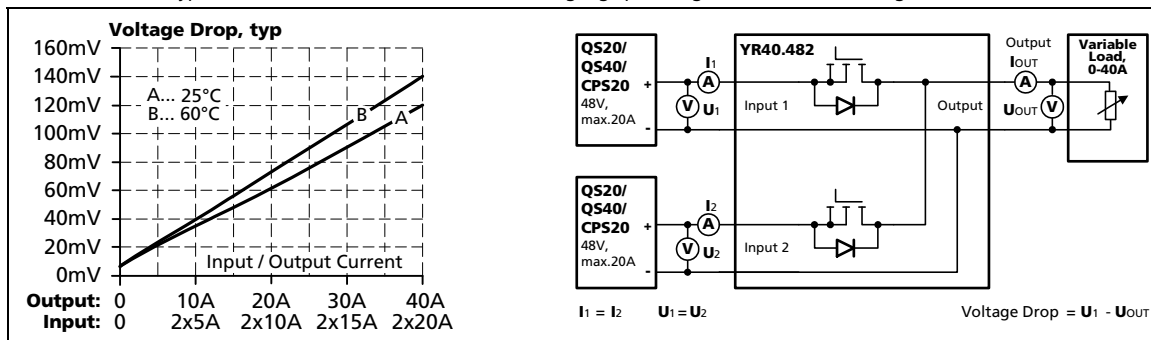 Voltage Drop, typ
160mV
140mV
120mV
100mV
80mV
60mV
40mV
20mV
0mV
A... 25°C
B... 60°C
B
A
Input / Output Current
Output: 0 10A 20A 30A 40A
Input: 0 2x5A 2x10A 2x15A 2x20A
QS20/
QS40/
CPS20
48V,
max.20A
+
-
I1
A
V U1
YR40.482
Input 1
Output
Output
IOUT
A
UOUT V
Variable
Load,
0-40A
QS20/
QS40/
CPS20
48V,
max.20A
+
-
I2
A
V U2
Input 2
I1 = I2 U1 = U2 Voltage Drop = U1 - UOUT